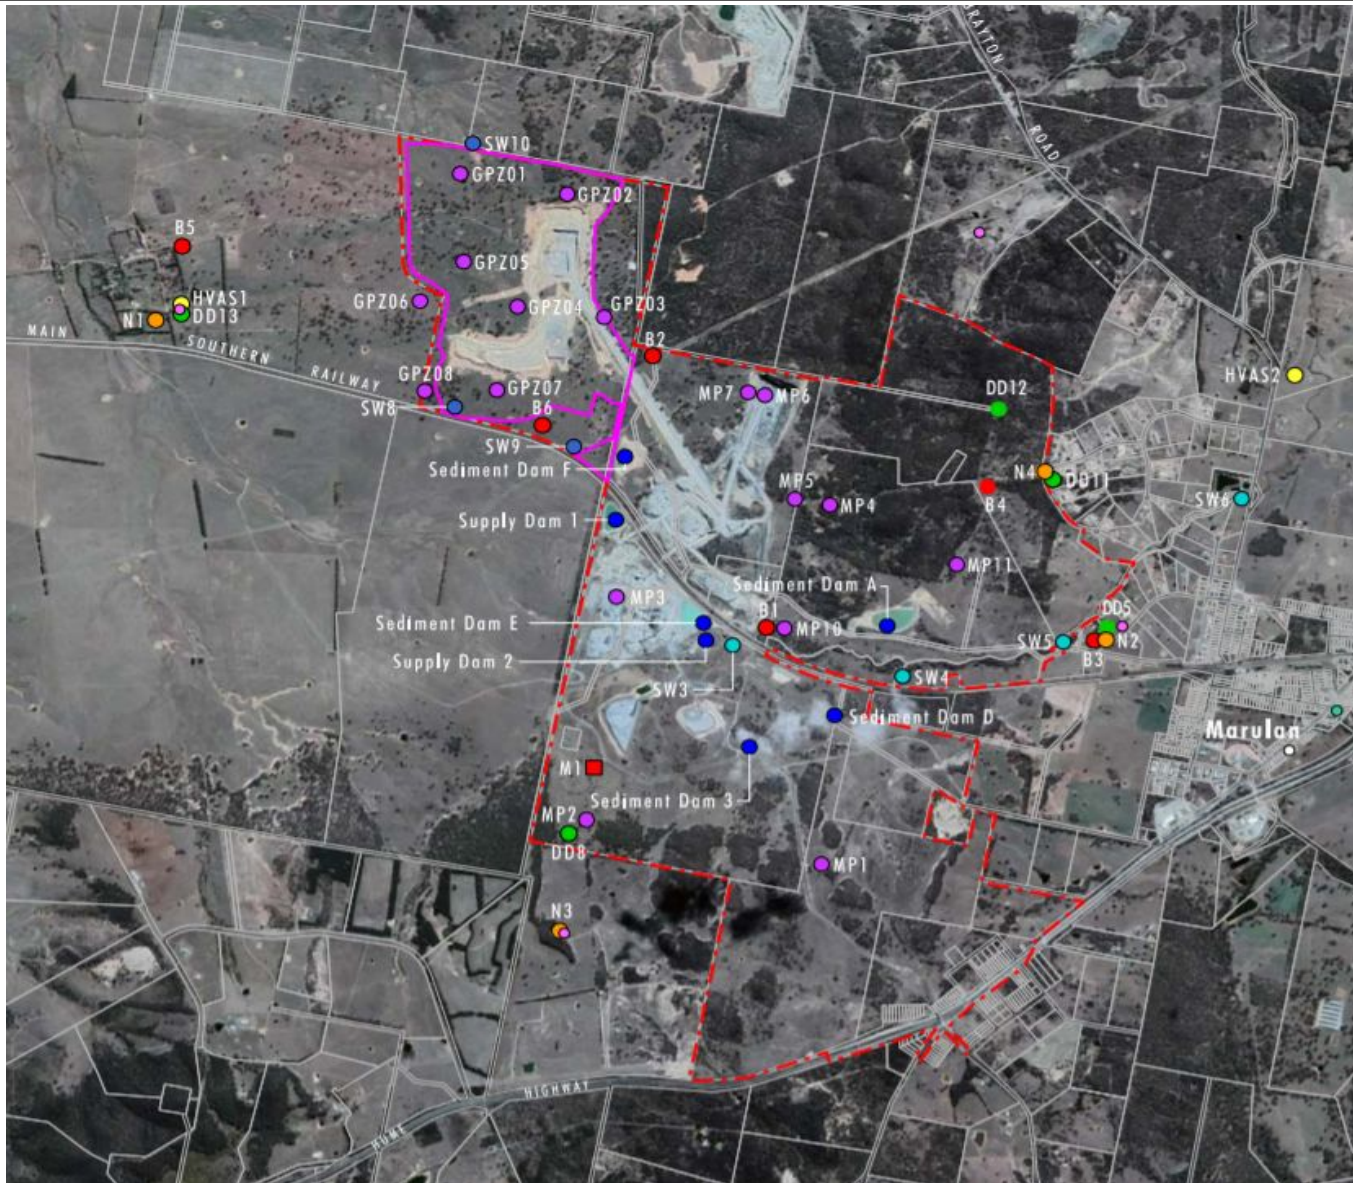 BRAYTON
ROAD
SW10
GPZ01
GPZ02
B5
GPZ05
HVAS1
GPZ06
GPZ04
GPZ03
DD13
N1
MAIN
SOUTHERN
RAILWAY
B2
HVAS2
GPZ08
GPZ07
MP7
MP6
DD12
SW8
B6
SW9
Sediment Dam F
N4
DD11
MP5
MP4
B4
SW6
Supply Dam 1
MP11
Sediment Dam A
MP3
B1
DD5
Sediment Dam E
MP10
SW5
B3
N2
Supply Dam 2
SW3
SW4
Sediment Dam D
Marulan
M1
Sediment Dam 3
MP2
DD8
MP1
N3
HIGHWAY
HUME